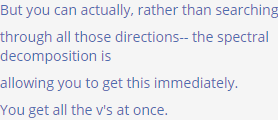 But you can actually, rather than searching
through all those directions-- the spectral
decomposition is
allowing you to get this immediately.
You get all the v's at once.